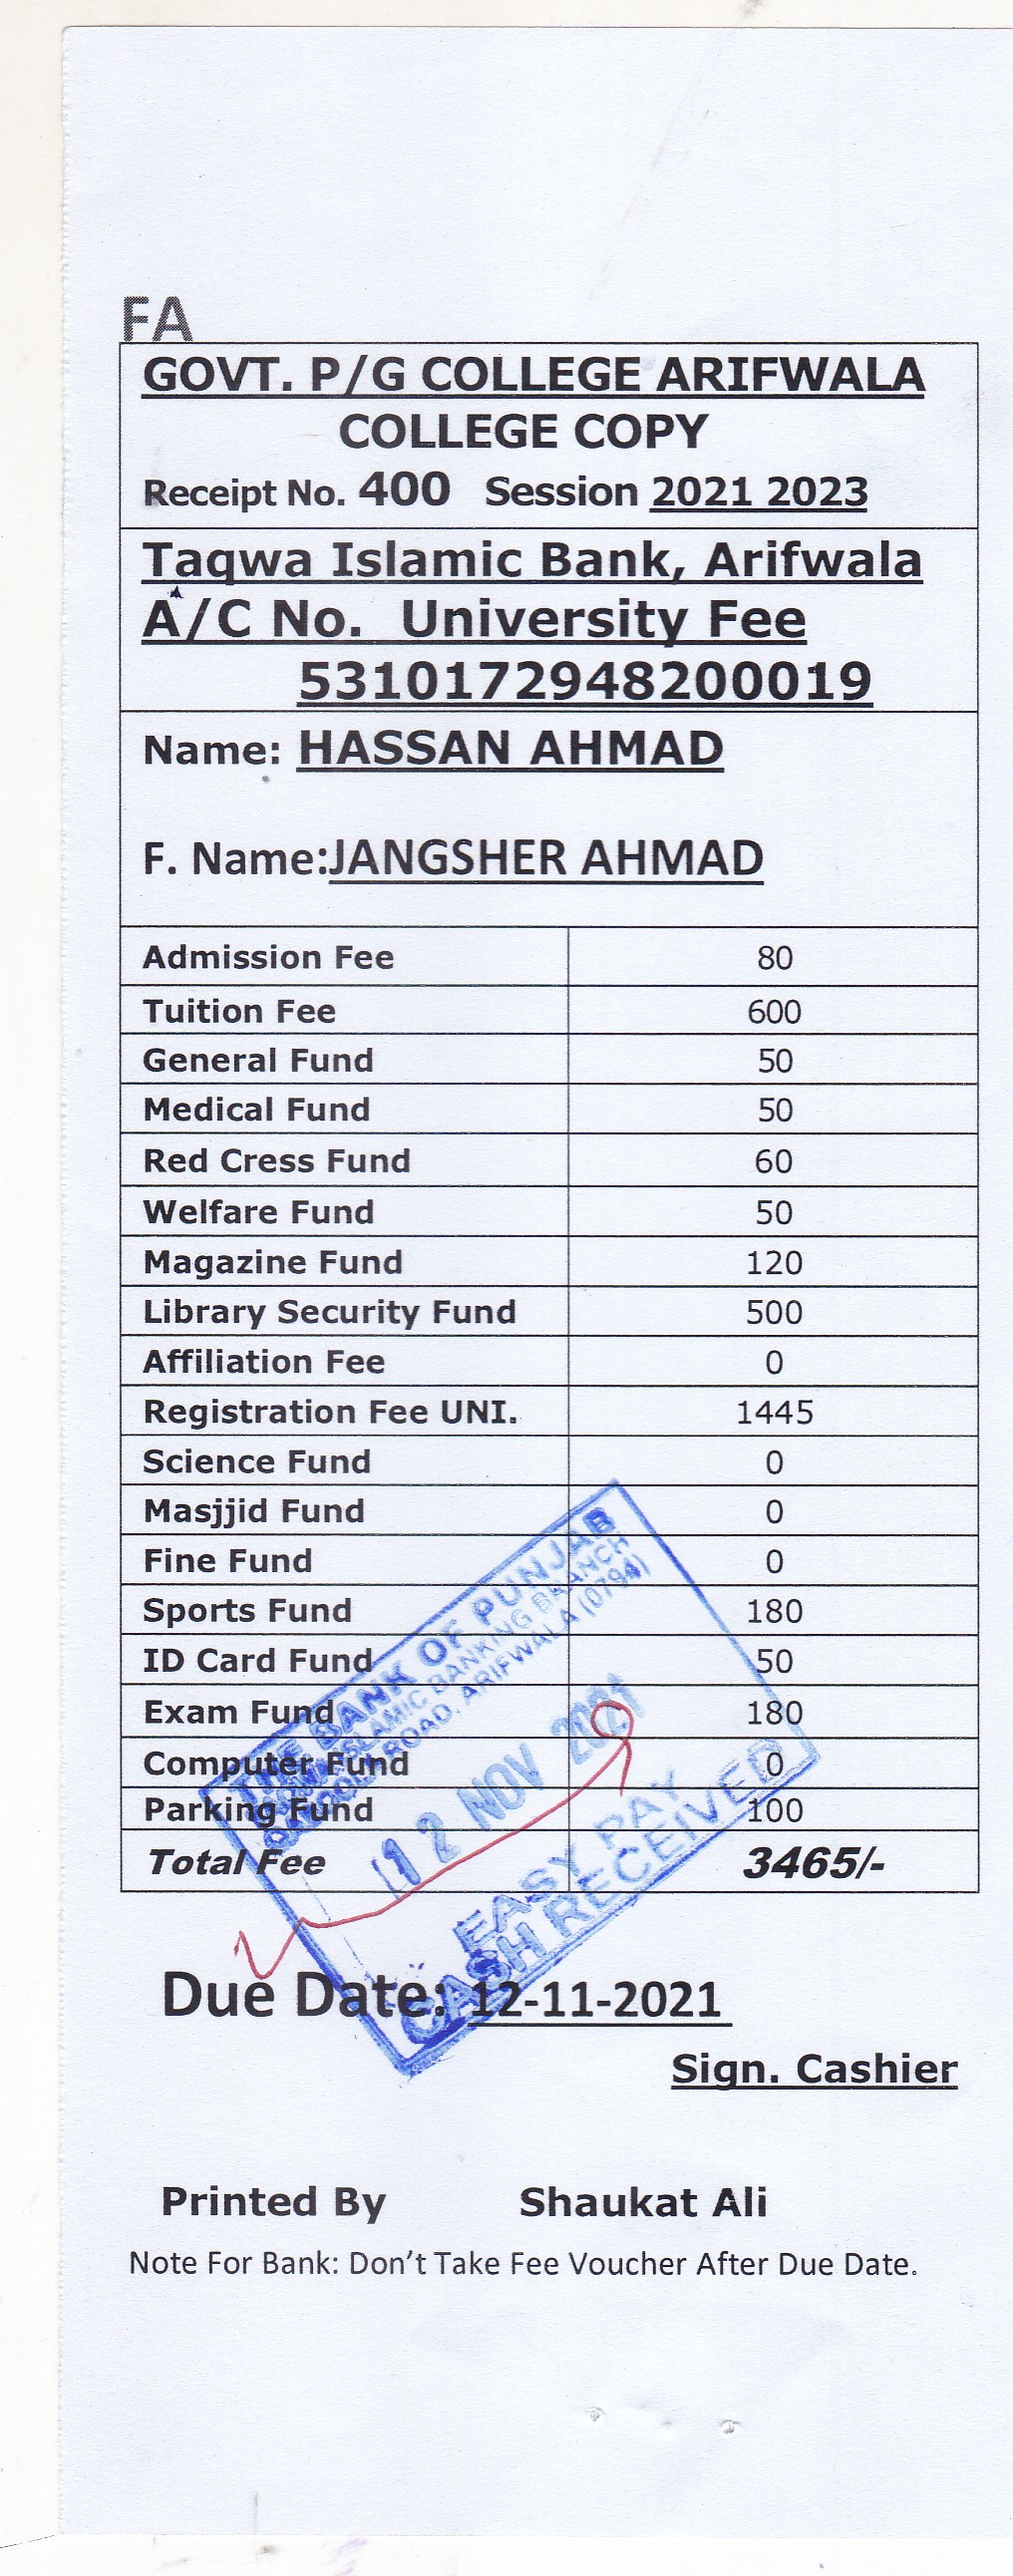 FA
GOVT. P/G COLLEGE ARIFWALA
COLLEGE COPY
Receipt No. 400 Session 2021 2023
Taqwa Islamic Bank, Arifwala
A/C No. University Fee
5310172948200019
Name: HASSAN AHMAD
F. Name:JANGSHER AHMAD
Admission Fee 80
Tuition Fee 600
General Fund 50
Medical Fund 50
Red Cress Fund 60
Welfare Fund 50
Magazine Fund 120
Library Security Fund 500
Affiliation Fee 0
Registration Fee UNI. 1445
Science Fund 0
Masjjid Fund 0
Fine Fund 0
Sports Fund 180
ID Card Fund 50
Exam Fund 180
Computer Fund 0
Parking Fund 100
Total Fee 3465/-
THE BANK OF PUNJAB
TAQWA ISLAMIC BANKING BRANCH
ROAD, ARIFWALA (0794)
12 NOV 2021
EASY PAY
CASH RECEIVED
Due Date: 12-11-2021
Sign. Cashier
Printed By Shaukat Ali
Note For Bank: Don't Take Fee Voucher After Due Date.